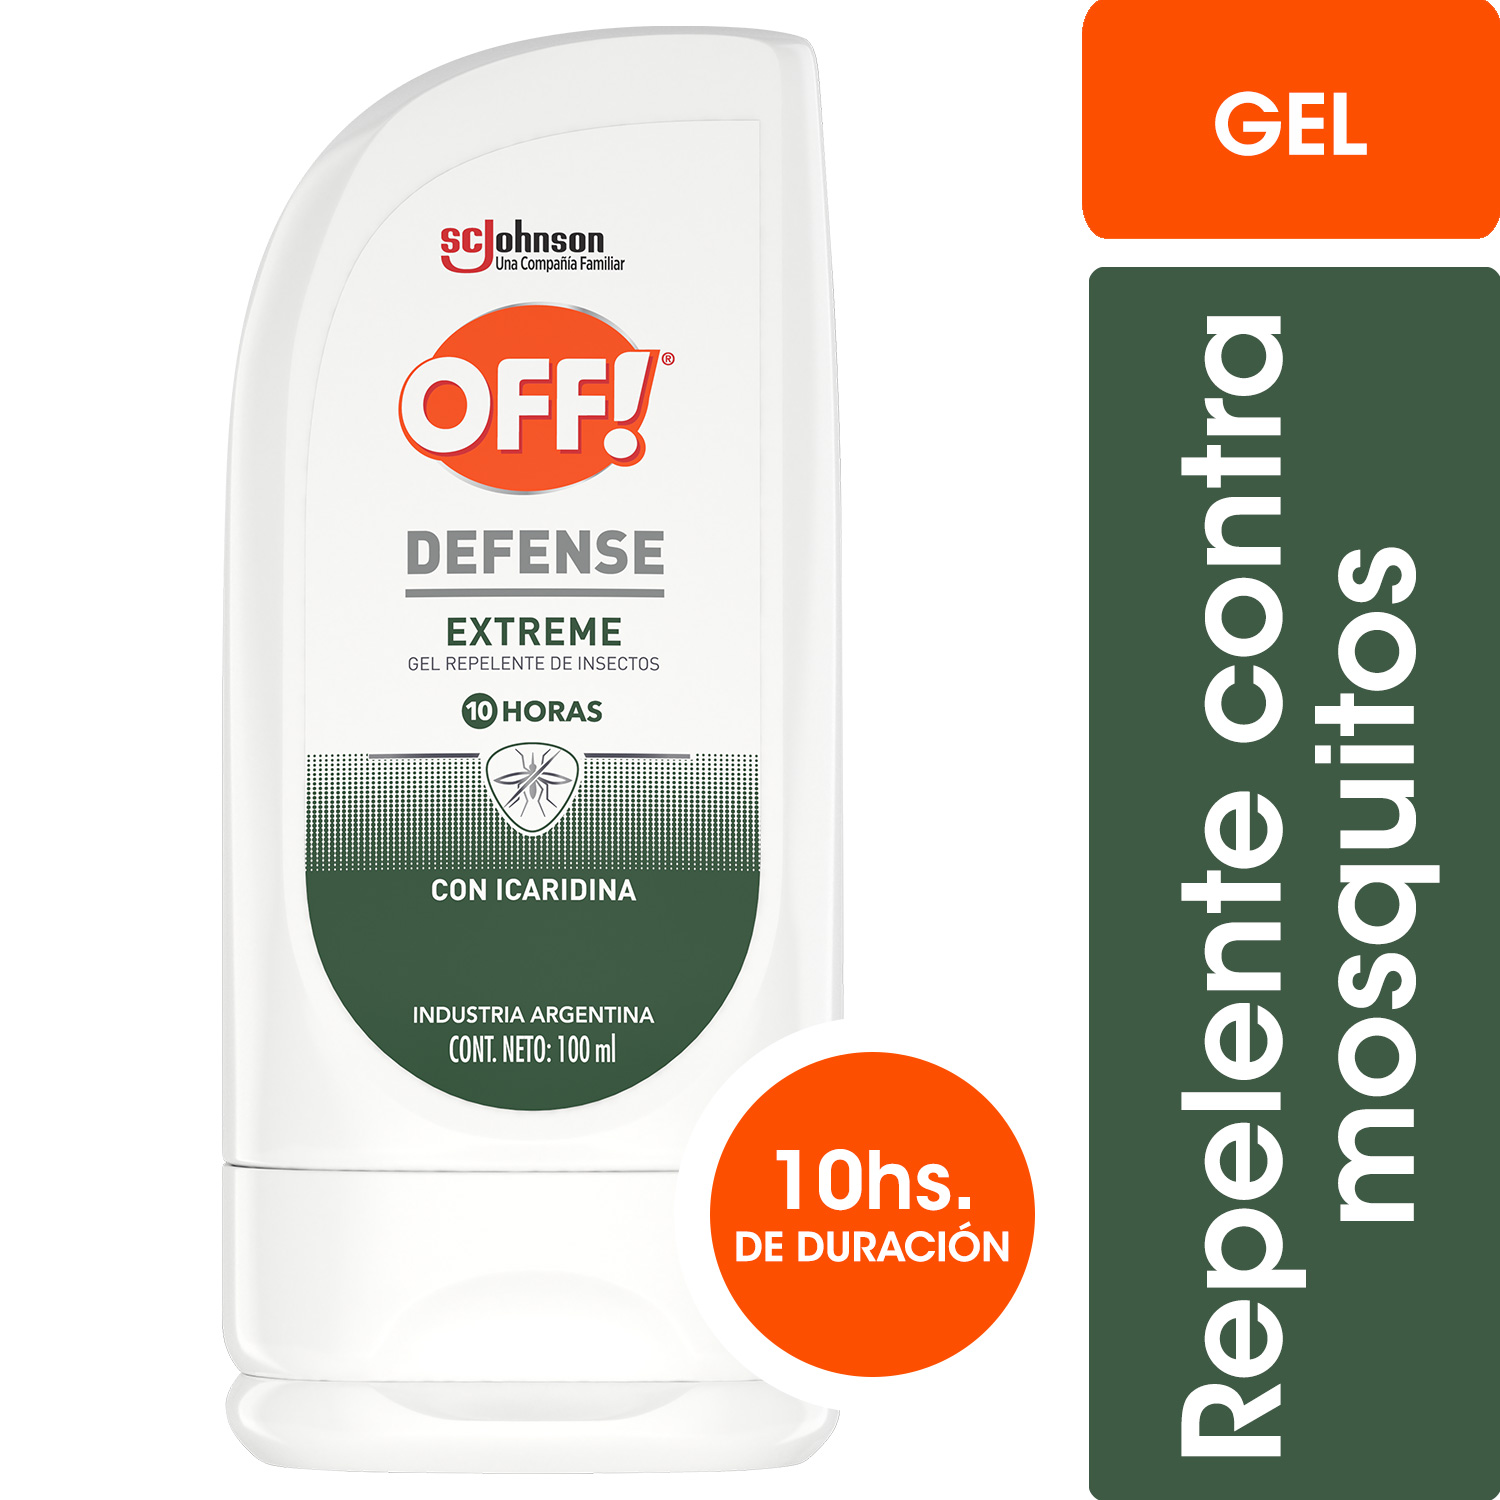 SCJohnson
Una Compañía Familiar
OFF!®
DEFENSE
EXTREME
GEL REPELENTE DE INSECTOS
10 HORAS
CON ICARIDINA
INDUSTRIA ARGENTINA
CONT. NETO: 100 ml
10hs.
DE DURACIÓN
GEL
Repelente contra
mosquitos